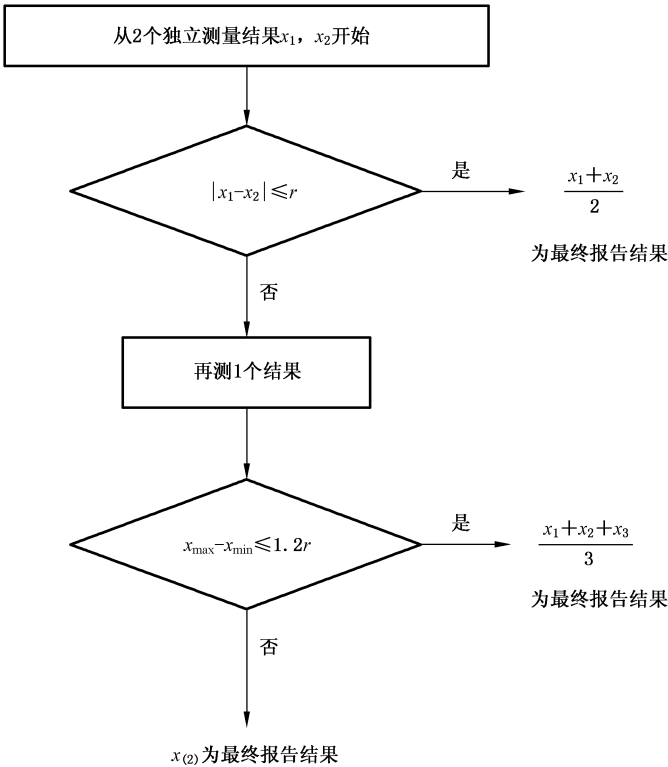 从2个独立测量结果x₁，x₂开始
|x₁-x₂|≤r
是
x₁+x₂
2
为最终报告结果
否
再测1个结果
xmax-xmin≤1.2r
是
x₁+x₂+x₃
3
为最终报告结果
否
x₍₂₎为最终报告结果